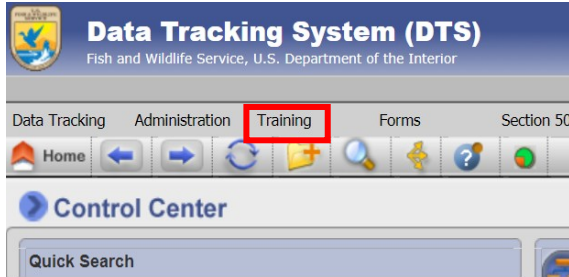 Data Tracking System (DTS)
Fish and Wildlife Service, U.S. Department of the Interior
Data Tracking Administration Training Forms Section 50
Home
Control Center
Quick Search